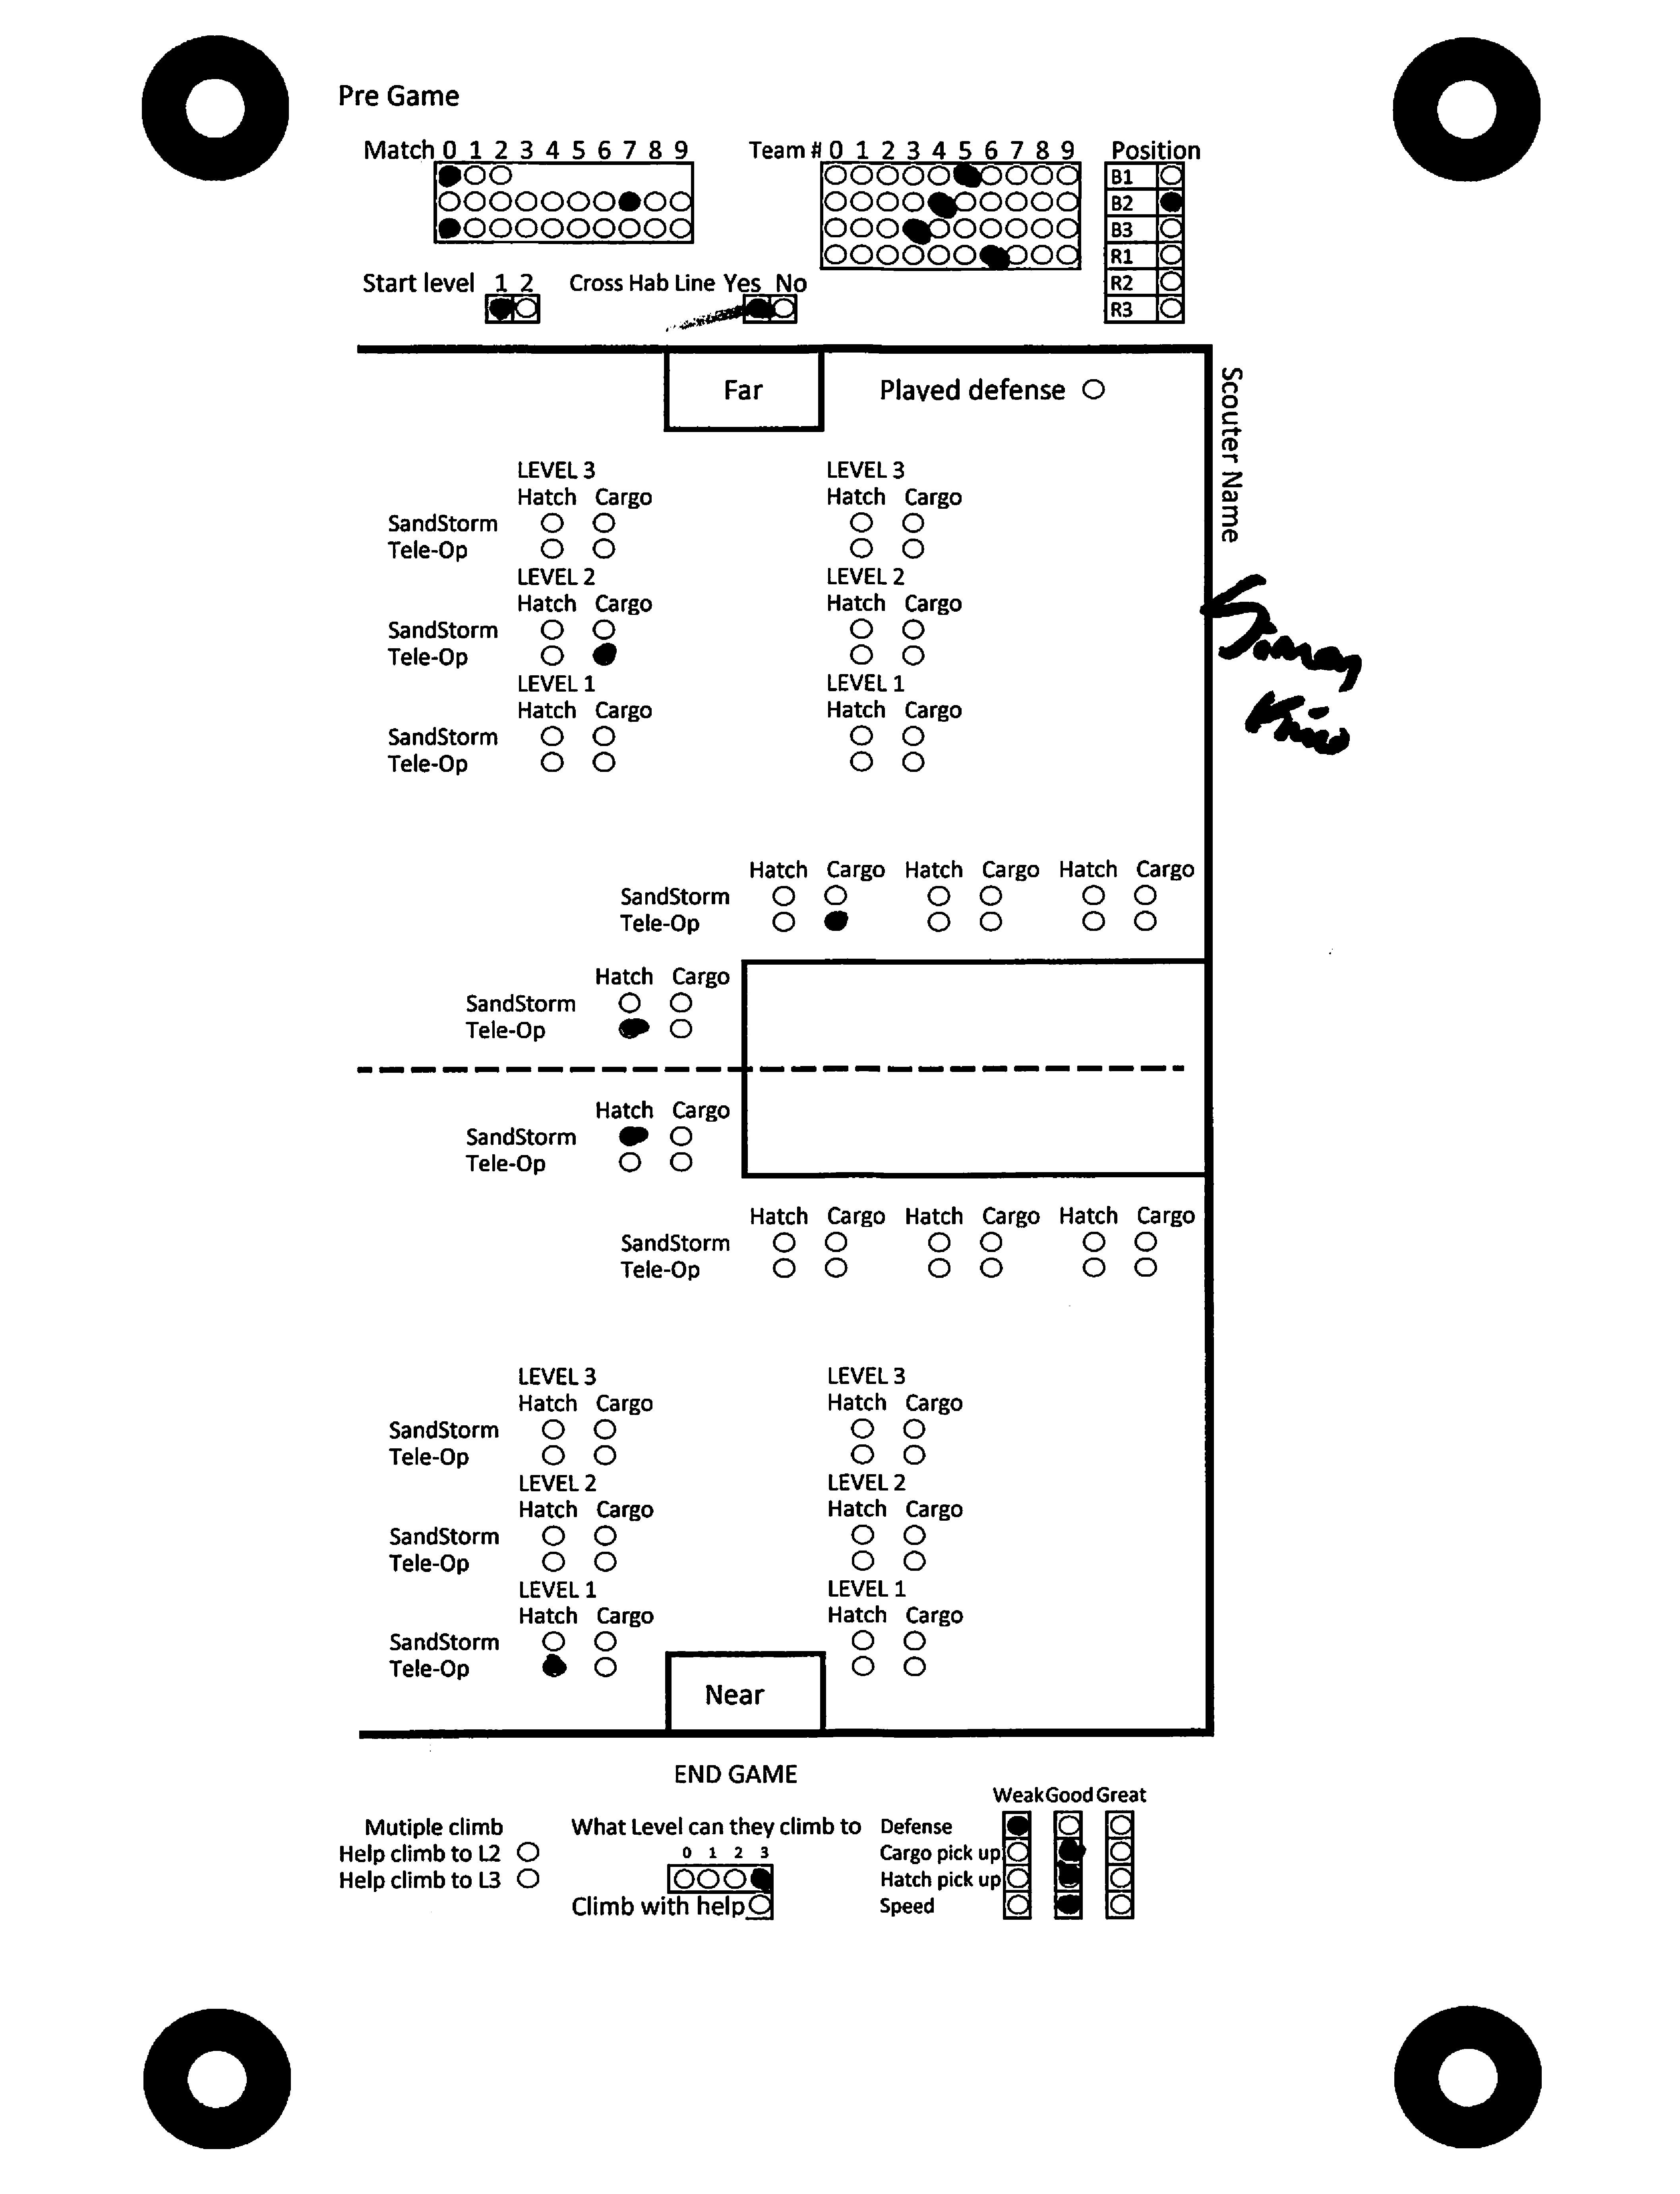 Pre Game
Match 0 1 2 3 4 5 6 7 8 9
Team # 0 1 2 3 4 5 6 7 8 9
Position
B1
B2
B3
R1
R2
R3
Start level 1 2
Cross Hab Line Yes No
Far
Played defense
Scouter Name
LEVEL 3 LEVEL 3
Hatch Cargo Hatch Cargo
SandStorm
Tele-Op
LEVEL 2 LEVEL 2
Hatch Cargo Hatch Cargo
SandStorm
Tele-Op
LEVEL 1 LEVEL 1
Hatch Cargo Hatch Cargo
SandStorm
Tele-Op
Hatch Cargo Hatch Cargo Hatch Cargo
SandStorm
Tele-Op
Hatch Cargo
SandStorm
Tele-Op
Hatch Cargo
SandStorm
Tele-Op
Hatch Cargo Hatch Cargo Hatch Cargo
SandStorm
Tele-Op
LEVEL 3 LEVEL 3
Hatch Cargo Hatch Cargo
SandStorm
Tele-Op
LEVEL 2 LEVEL 2
Hatch Cargo Hatch Cargo
SandStorm
Tele-Op
LEVEL 1 LEVEL 1
Hatch Cargo Hatch Cargo
SandStorm
Tele-Op
Near
END GAME
Mutiple climb
Help climb to L2
Help climb to L3
What Level can they climb to
0 1 2 3
Climb with help
Weak Good Great
Defense
Cargo pick up
Hatch pick up
Speed